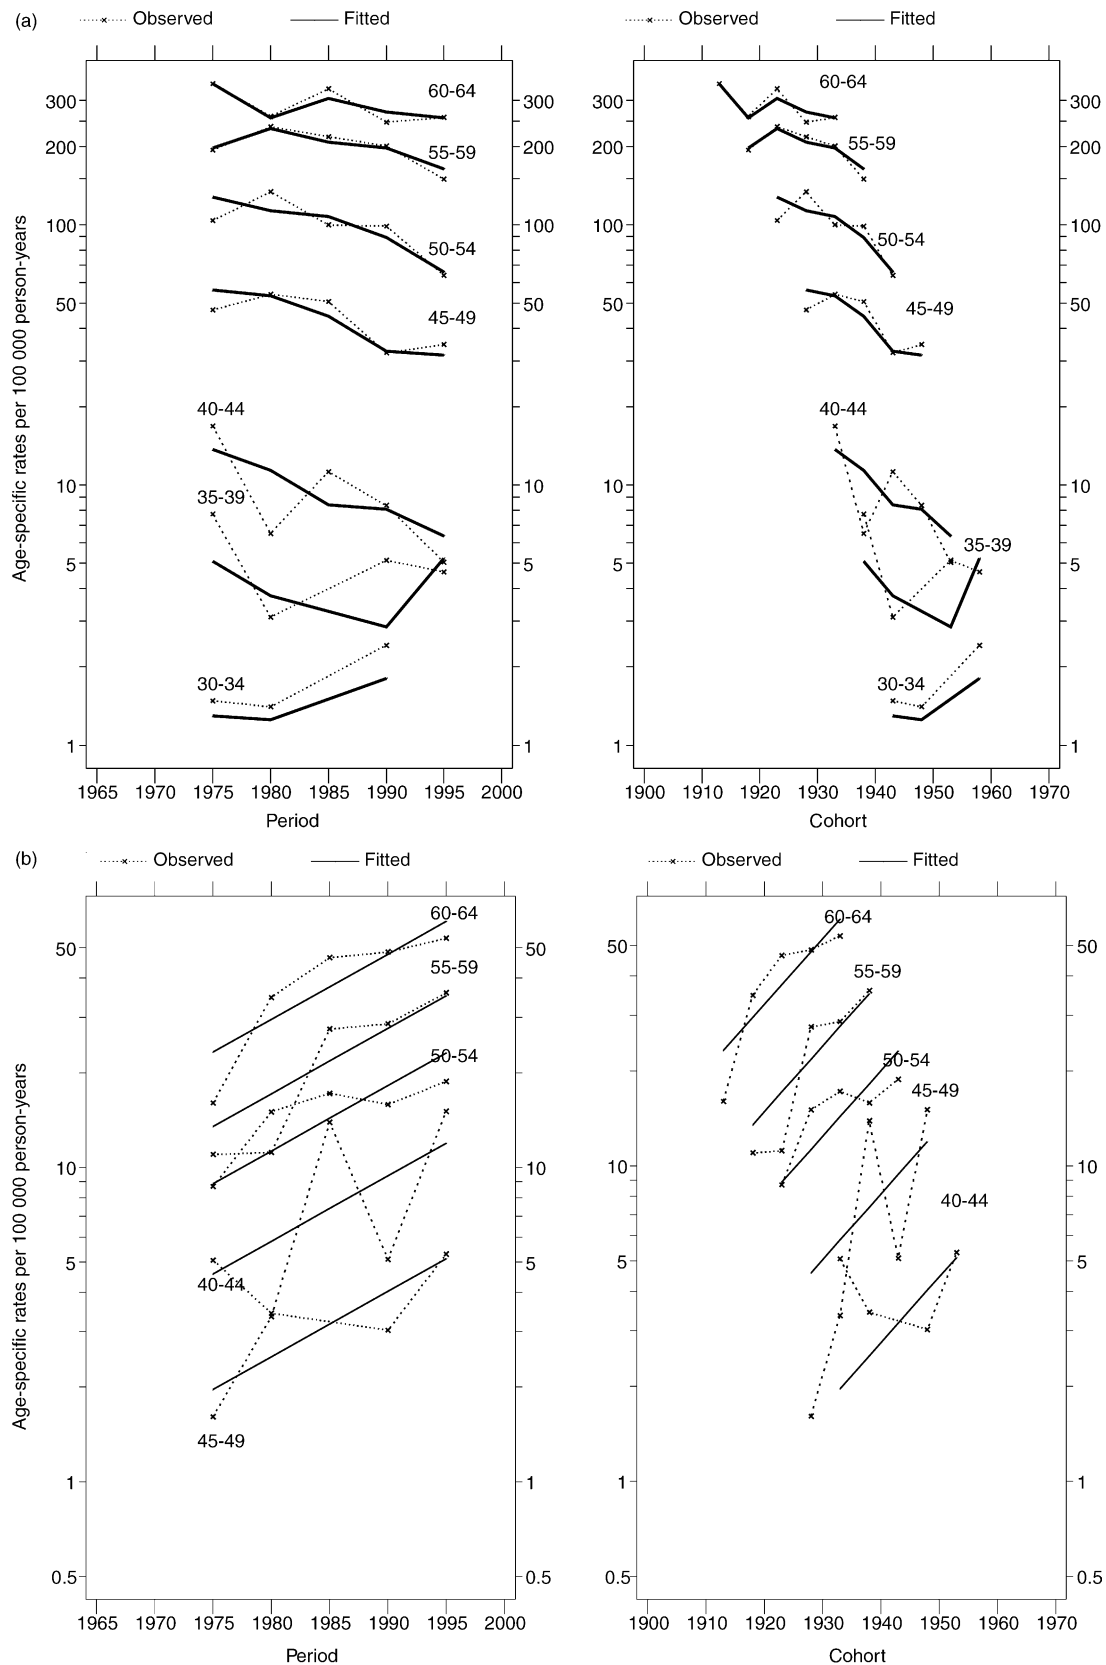 (a)
Observed Fitted Observed Fitted
Age-specific rates per 100 000 person-years
300 60-64 300 60-64 300
200 55-59 200 55-59 200
100 50-54 100 50-54 100
50 45-49 50 45-49 50
40-44 40-44
10 35-39 10 10
5 5 35-39 5
30-34 30-34
1 1 1 1
1965 1970 1975 1980 1985 1990 1995 2000 1900 1910 1920 1930 1940 1950 1960 1970
Period Cohort
(b)
Observed Fitted Observed Fitted
Age-specific rates per 100 000 person-years
60-64 60-64
50 50 50 50
55-59 55-59
50-54 50-54
45-49
10 10 10 10
40-44
5 5 5 5
40-44
45-49
1 1 1 1
0.5 0.5 0.5 0.5
1965 1970 1975 1980 1985 1990 1995 2000 1900 1910 1920 1930 1940 1950 1960 1970
Period Cohort